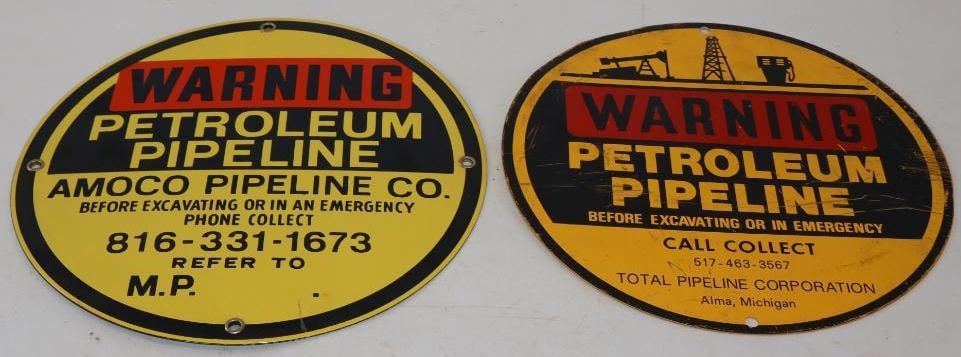 WARNING
PETROLEUM
PIPELINE
AMOCO PIPELINE CO.
BEFORE EXCAVATING OR IN AN EMERGENCY
PHONE COLLECT
816-331-1673
REFER TO
M.P. .
WARNING
PETROLEUM
PIPELINE
BEFORE EXCAVATING OR IN EMERGENCY
CALL COLLECT
517-463-3567
TOTAL PIPELINE CORPORATION
Alma, Michigan